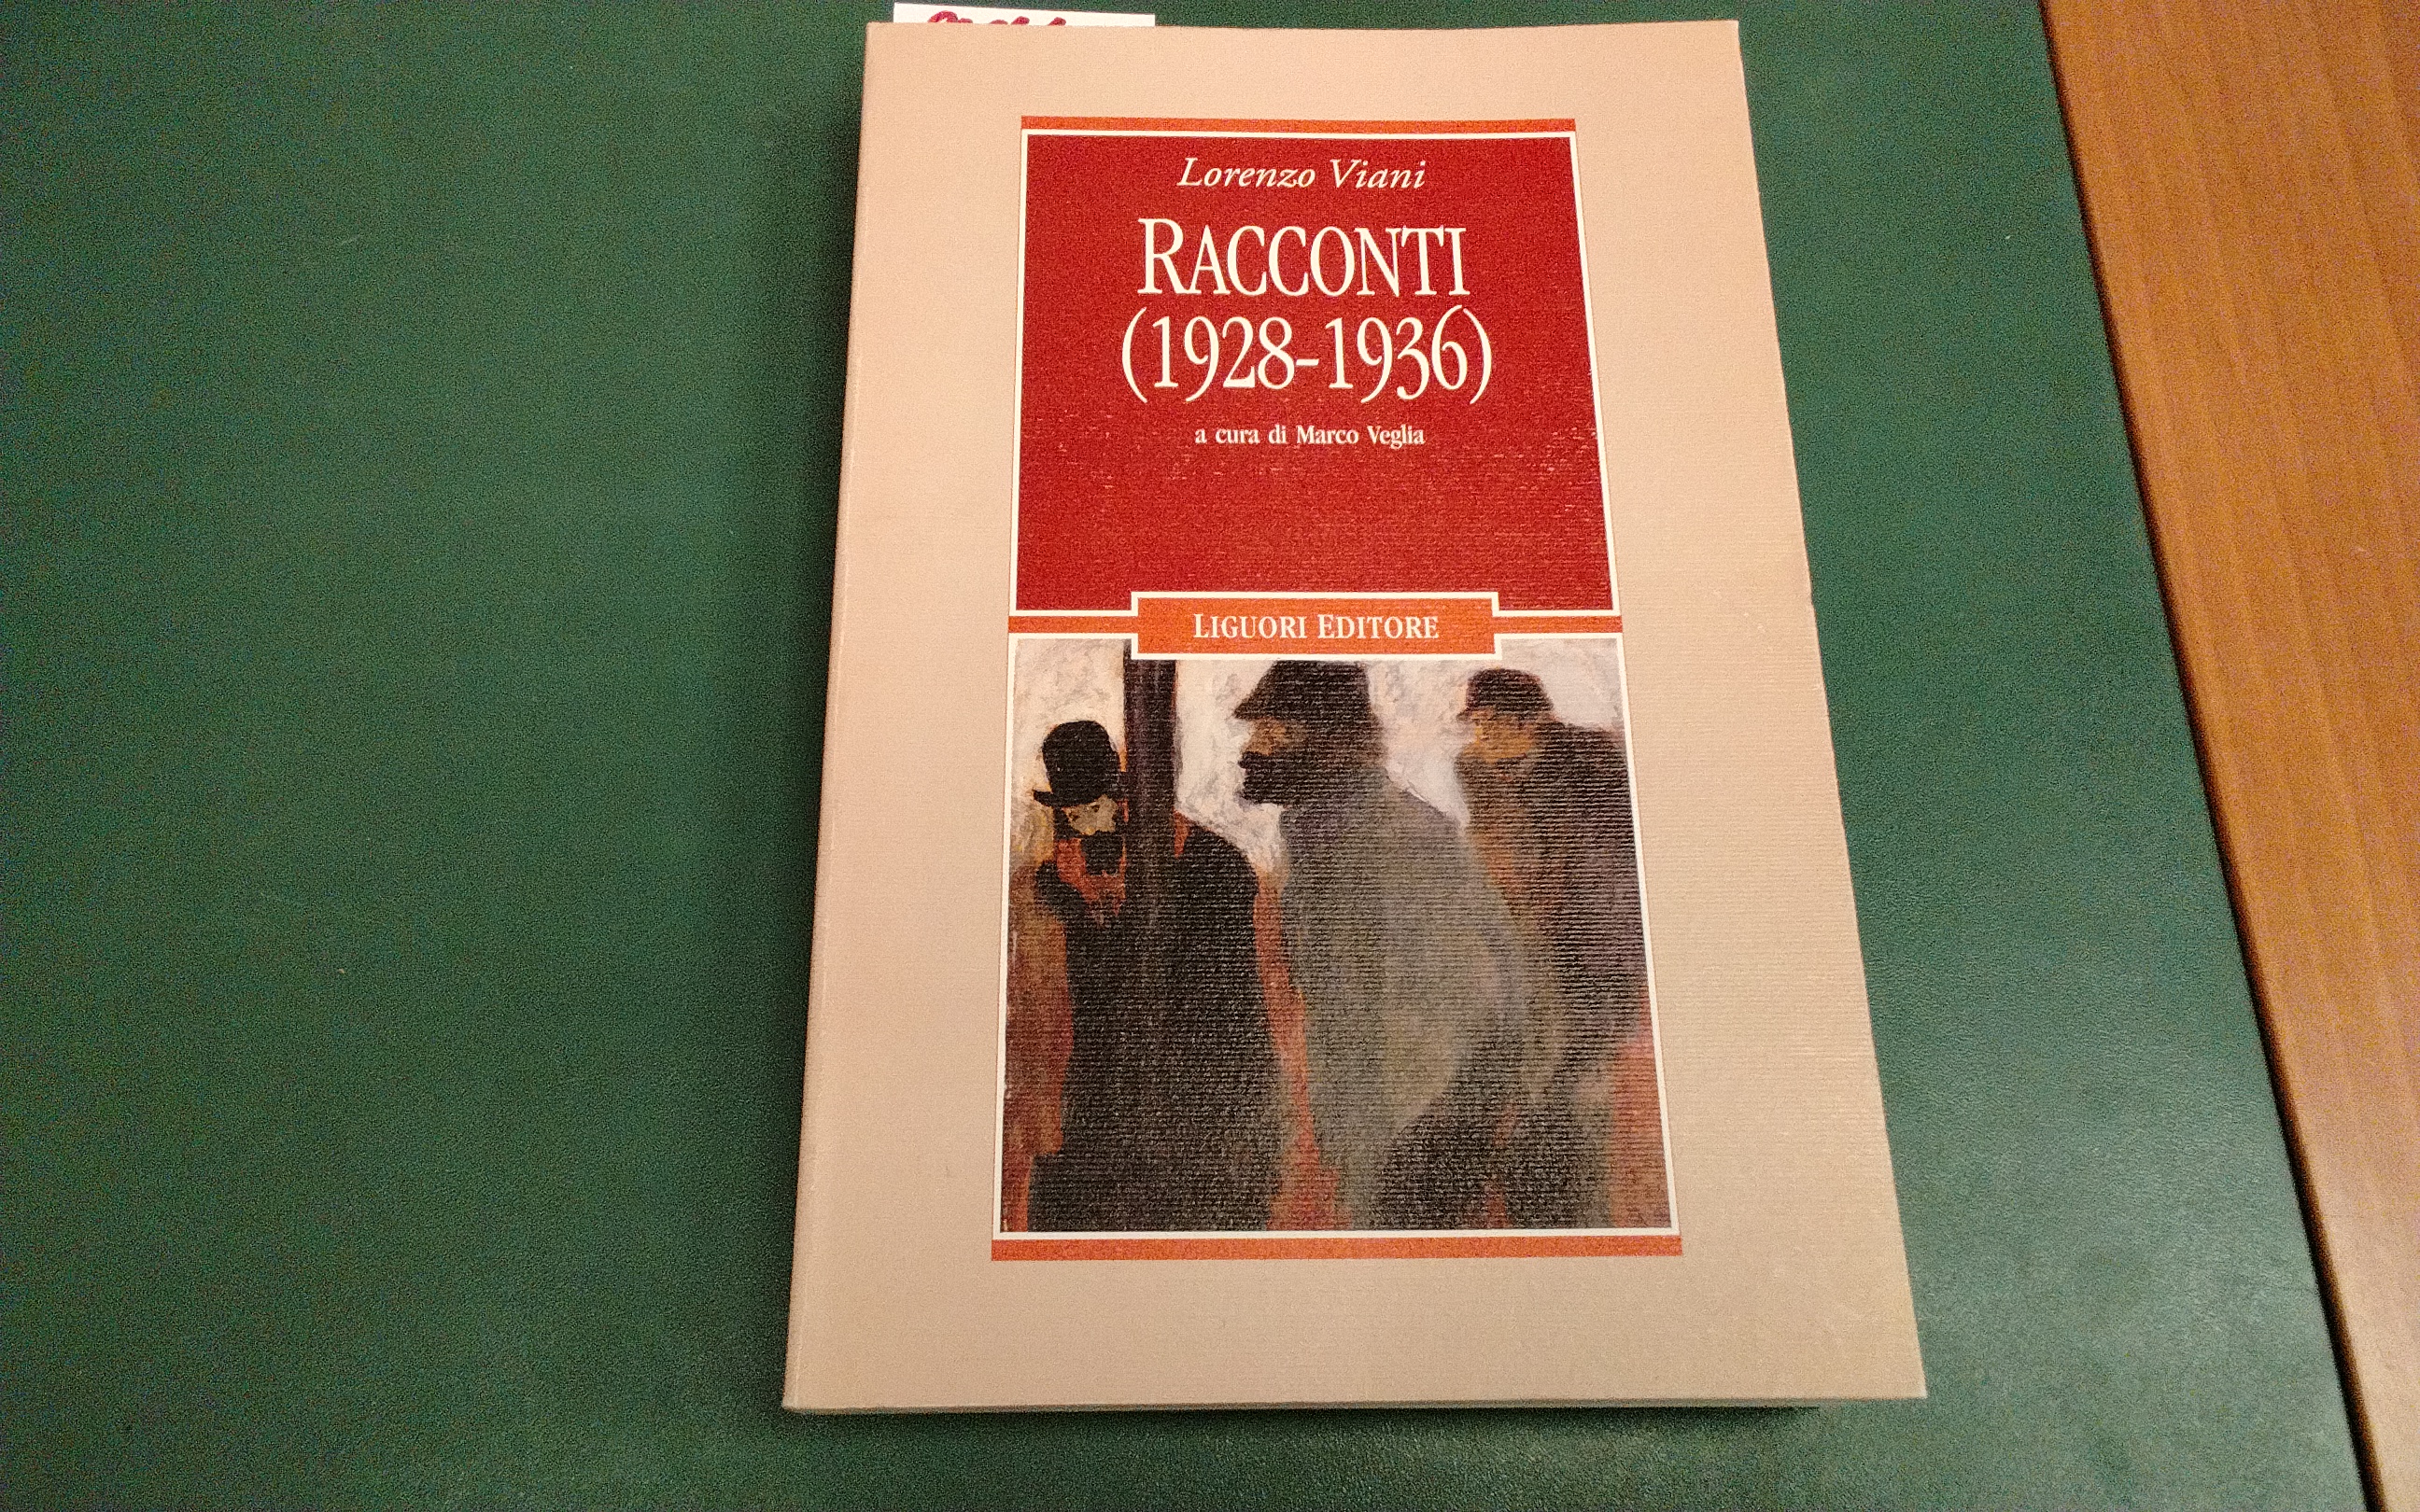 Lorenzo Viani
RACCONTI
(1928-1936)
a cura di Marco Veglia
LIGUORI EDITORE